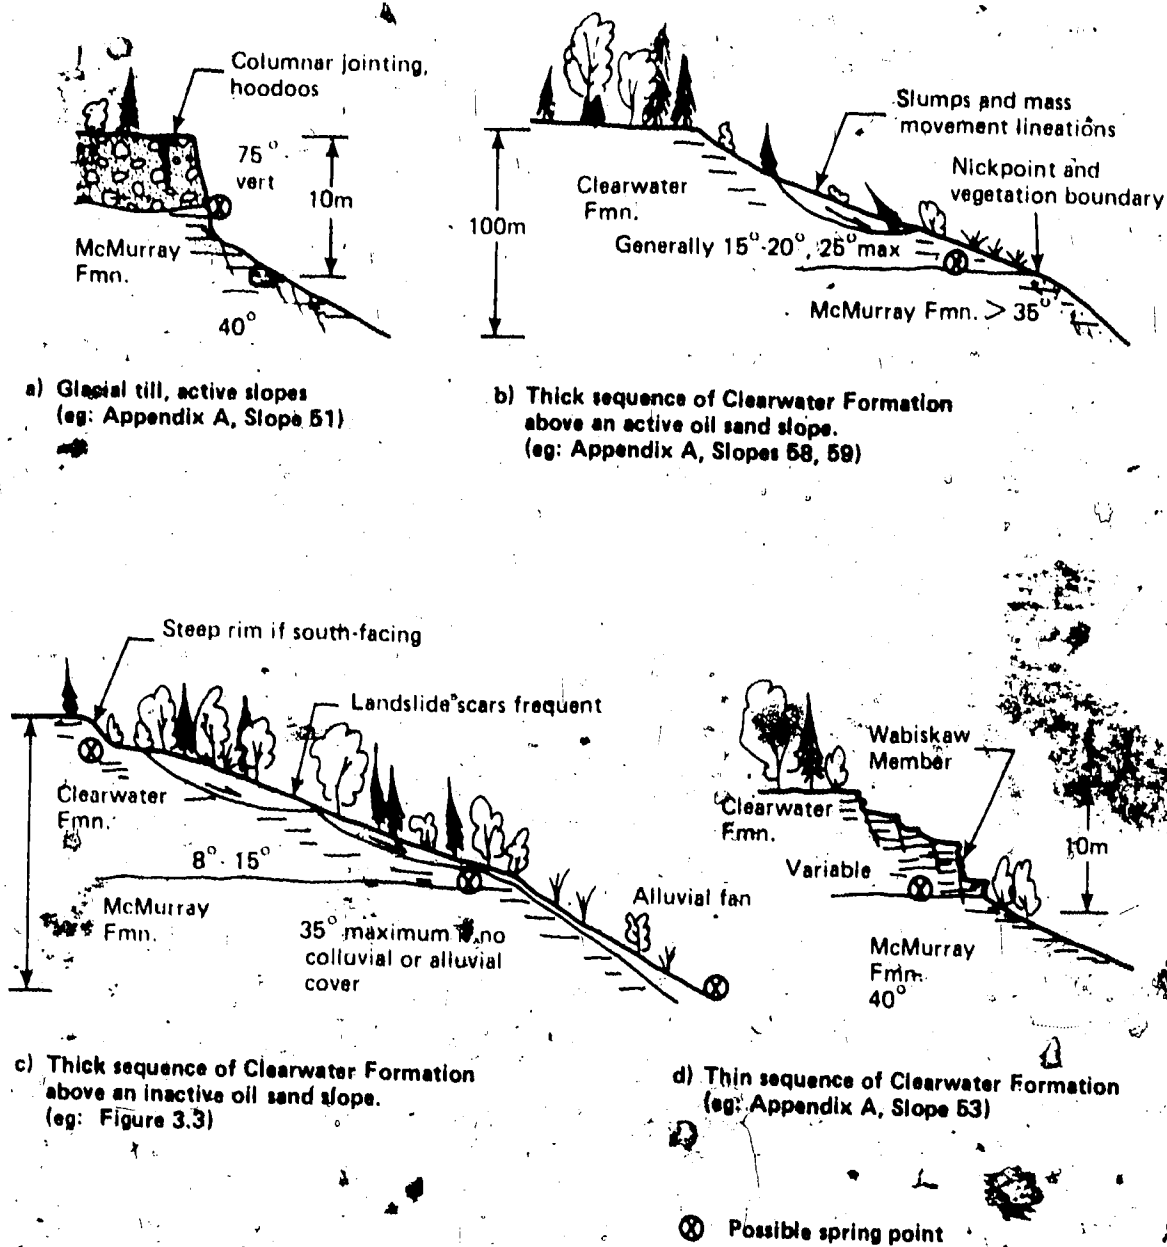 Columnar jointing,
hoodoos
75°
vert
10m
McMurray
Fmn.
40°
a) Glacial till, active slopes
(eg: Appendix A, Slope 51)
Slumps and mass
movement lineations
Nickpoint and
vegetation boundary
Clearwater
Fmn.
100m
Generally 15°-20°, 25° max
McMurray Fmn. > 35°
b) Thick sequence of Clearwater Formation
above an active oil sand slope.
(eg: Appendix A, Slopes 58, 59)
Steep rim if south-facing
Landslide scars frequent
Clearwater
Fmn.
8° - 15°
McMurray
Fmn.
35° maximum no
colluvial or alluvial
cover
Alluvial fan
c) Thick sequence of Clearwater Formation
above an inactive oil sand slope.
(eg: Figure 3.3)
Wabiskaw
Member
Clearwater
Fmn.
Variable
10m
McMurray
Fmn.
40°
d) Thin sequence of Clearwater Formation
(eg: Appendix A, Slope 53)
Possible spring point